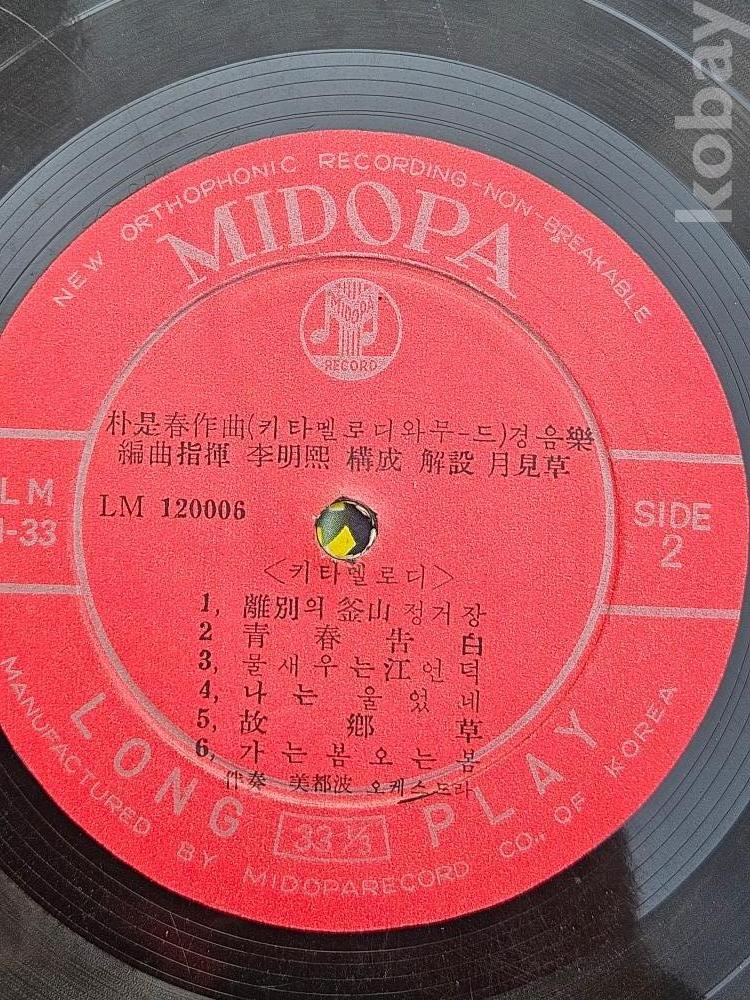 kobay
NEW ORTHOPHONIC RECORDING-NON-BREAKABLE
MIDOPA
MIDOPA
RECORD
朴是春作曲(키타멜로디와무-드)경음樂
編曲指揮 李明熙 構成 解設 月見草
LM 120006
LM
-33
SIDE
2
<키타멜로디>
1, 離別의 釜山정거장
2 青春告白
3, 물새우는江언덕
4, 나는울었네
5, 故鄕草
6, 가는봄오는봄
伴奏 美都波 오케스트라
LONG PLAY
33 1/3
MANUFACTURED BY MIDOPARECORD CO., OF KOREA